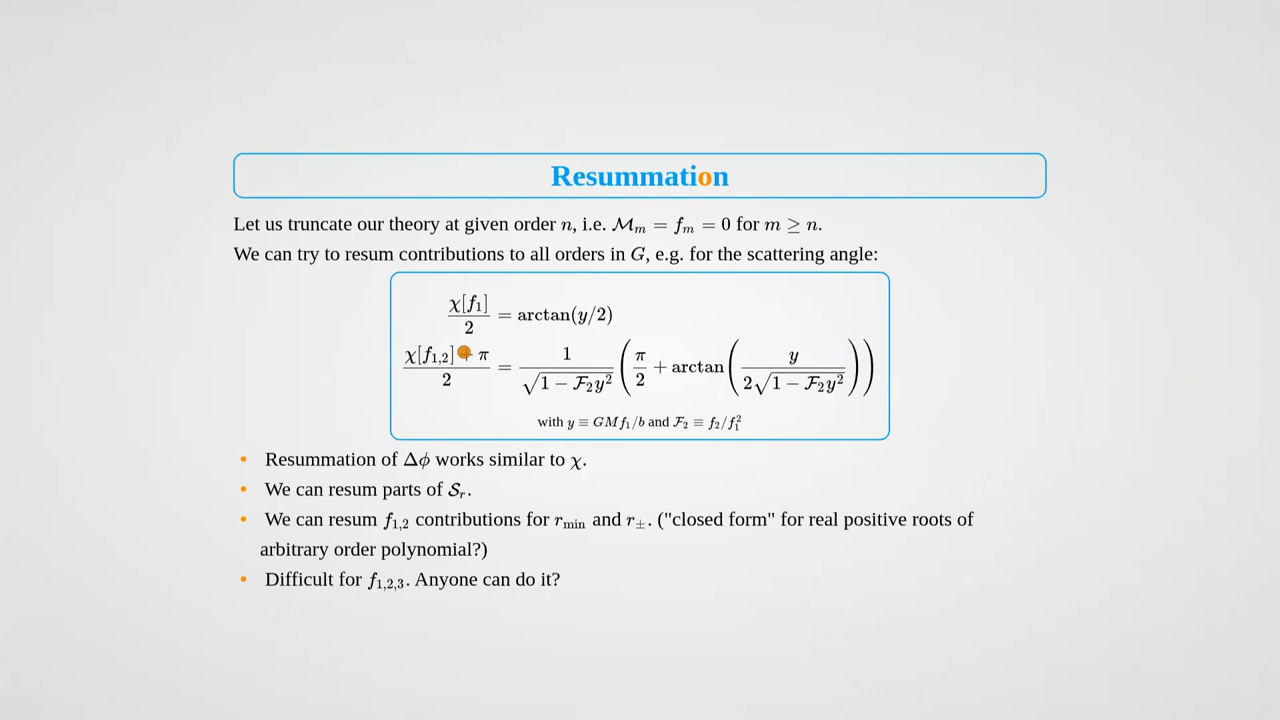 Resummation
Let us truncate our theory at given order n, i.e. ℳₘ = fₘ = 0 for m ≥ n.
We can try to resum contributions to all orders in G, e.g. for the scattering angle:
χ[f₁]/2 = arctan(y/2)
(χ[f₁,₂] + π)/2 = 1/√(1 − ℱ₂y²) (π/2 + arctan(y/(2√(1 − ℱ₂y²))))
with y ≡ GMf₁/b and ℱ₂ ≡ f₂/f₁²
• Resummation of Δϕ works similar to χ.
• We can resum parts of 𝒮ᵣ.
• We can resum f₁,₂ contributions for r_min and r_±. ("closed form" for real positive roots of
arbitrary order polynomial?)
• Difficult for f₁,₂,₃. Anyone can do it?